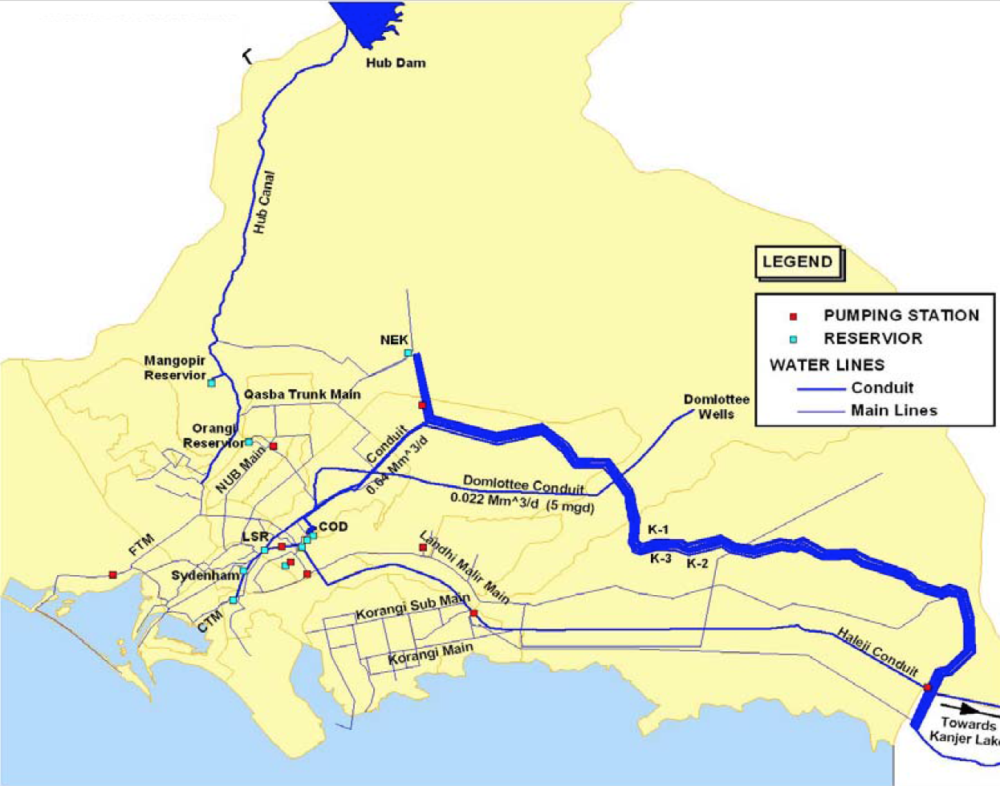 Hub Dam
Hub Canal
LEGEND
PUMPING STATION
RESERVIOR
WATER LINES
Conduit
Main Lines
NEK
Mangopir
Reservior
Qasba Trunk Main
Domlottee
Wells
Orangi
Reservior
NUB Main
Conduit
0.64 Mm^3/d
Domlottee Conduit
0.022 Mm^3/d (5 mgd)
COD
LSR
K-1
K-3
K-2
FTM
Sydenham
Landhi Malir Main
CTM
Korangi Sub Main
Korangi Main
Haleji Conduit
Towards
Kanjer Lake